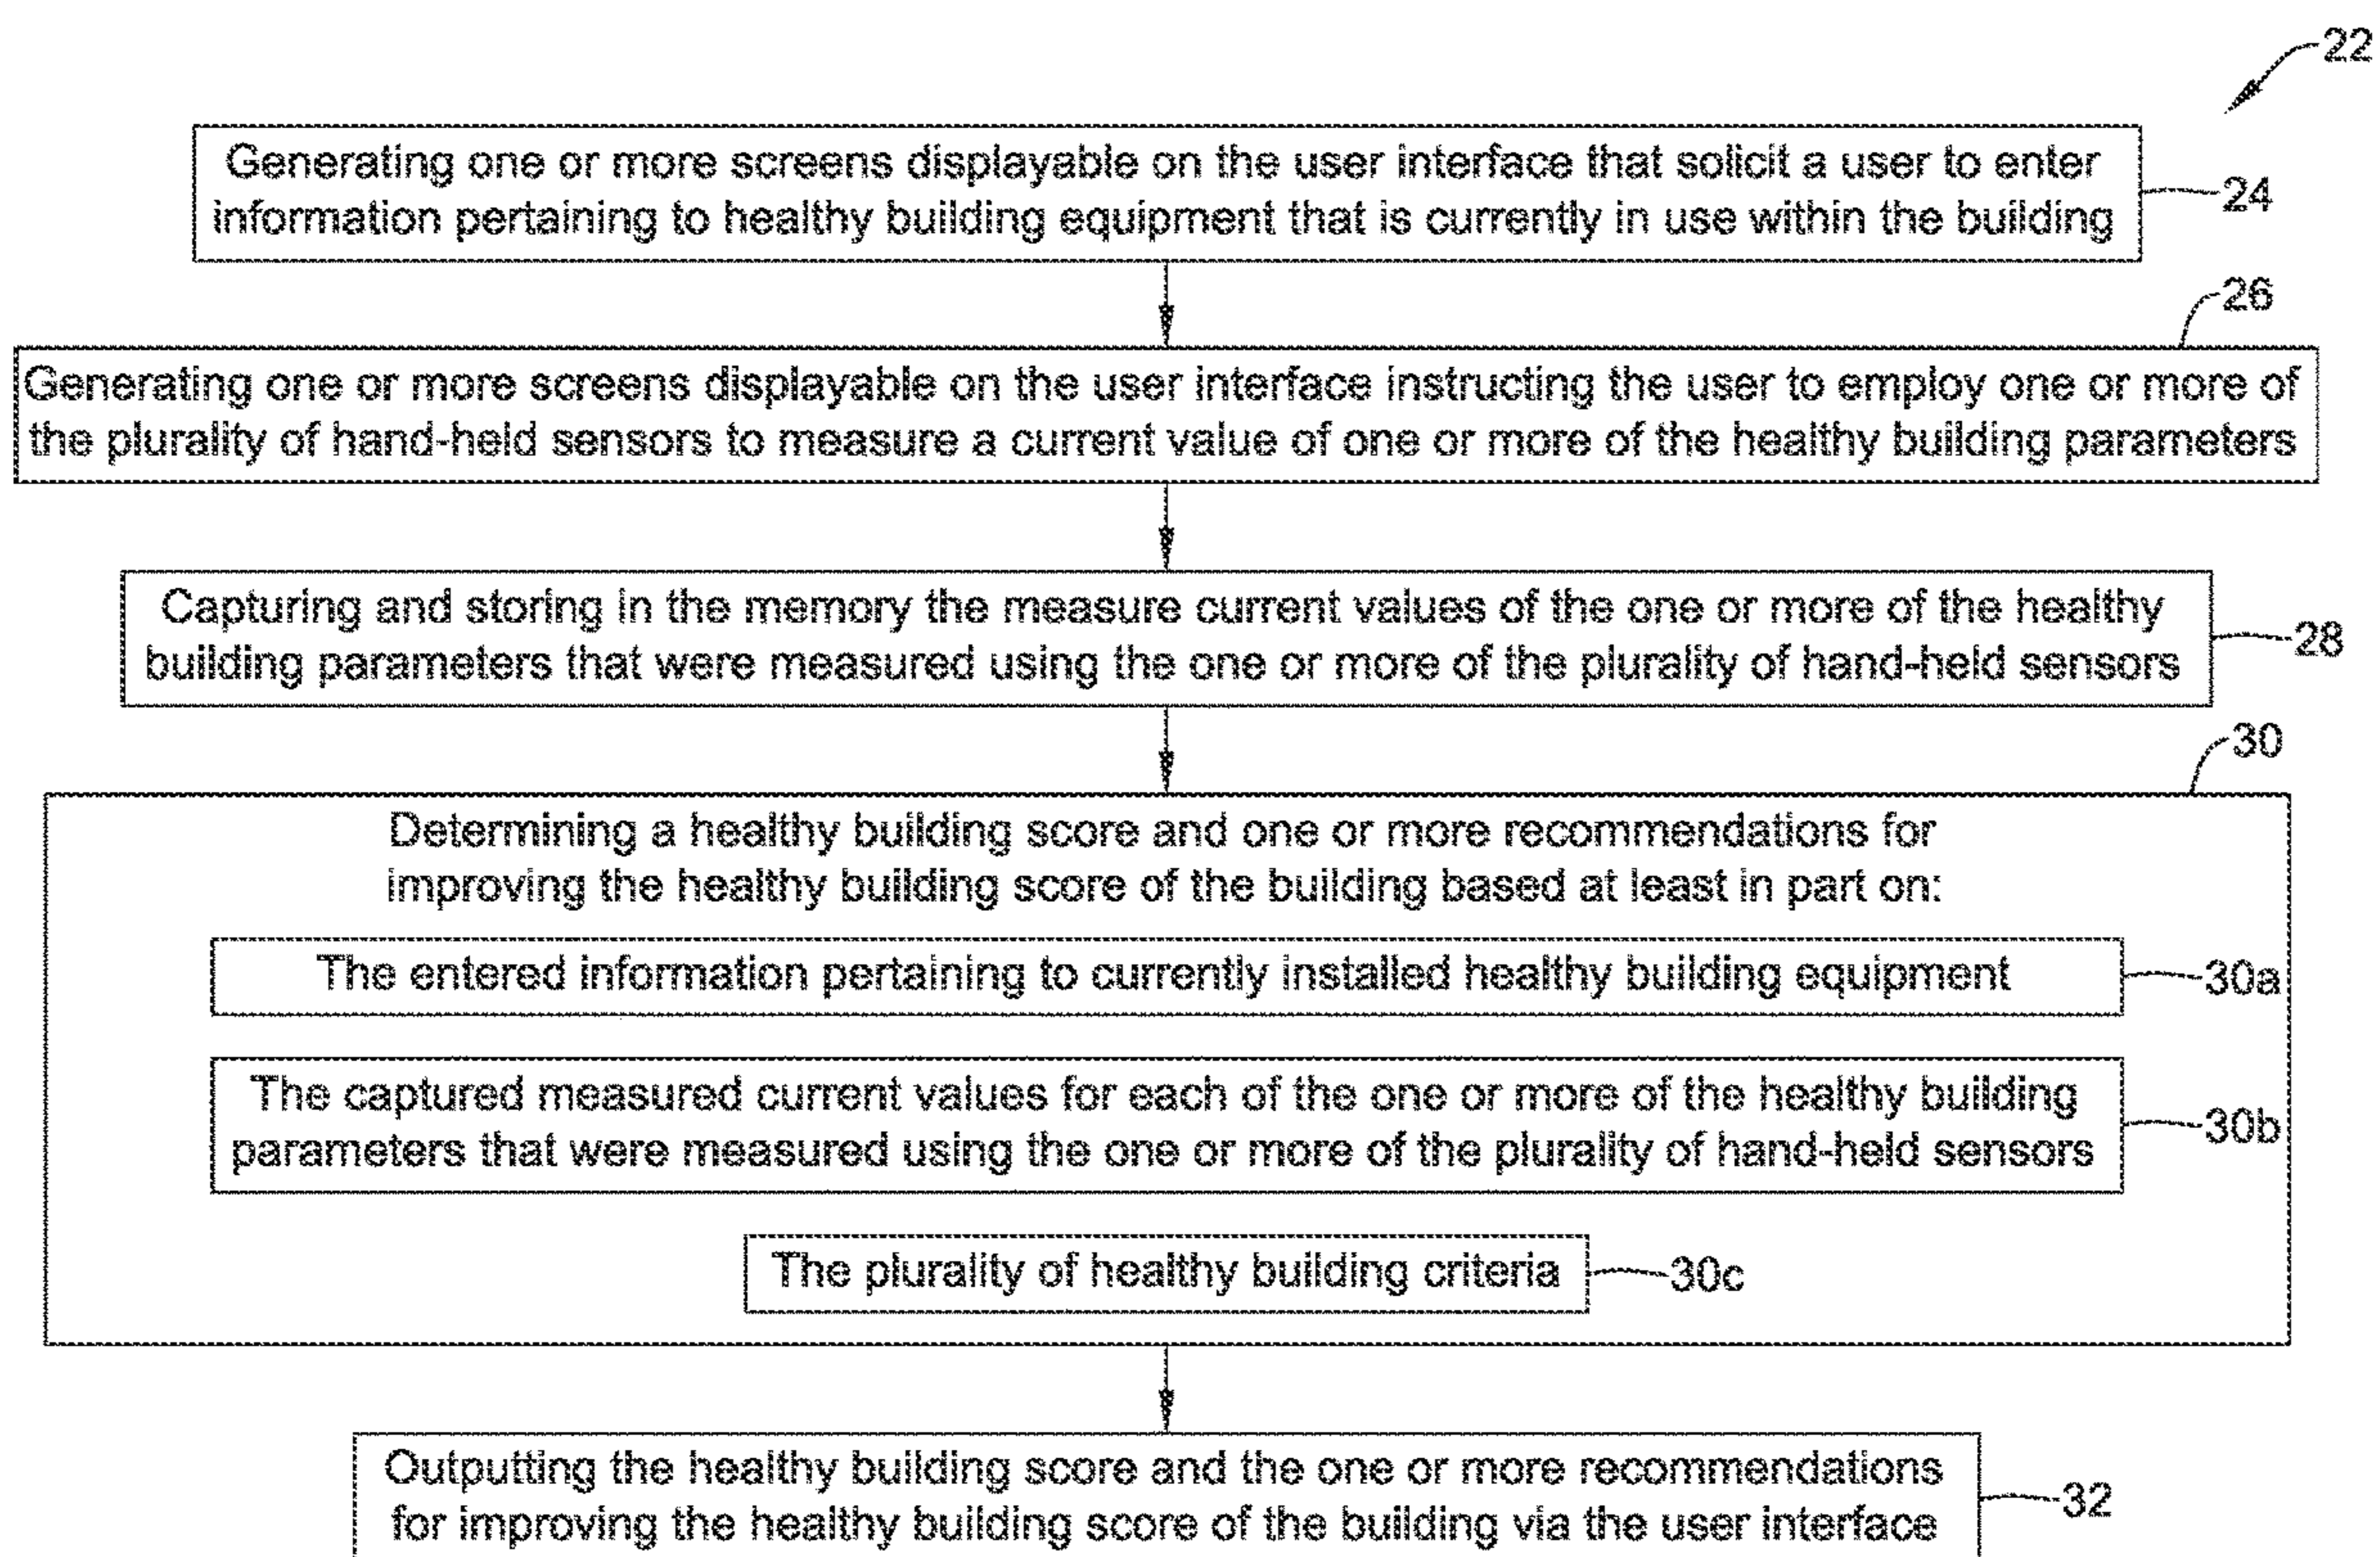 22
Generating one or more screens displayable on the user interface that solicit a user to enter
information pertaining to healthy building equipment that is currently in use within the building
24
26
Generating one or more screens displayable on the user interface instructing the user to employ one or more of
the plurality of hand-held sensors to measure a current value of one or more of the healthy building parameters
Capturing and storing in the memory the measure current values of the one or more of the healthy
building parameters that were measured using the one or more of the plurality of hand-held sensors
28
30
Determining a healthy building score and one or more recommendations for
improving the healthy building score of the building based at least in part on:
The entered information pertaining to currently installed healthy building equipment
30a
The captured measured current values for each of the one or more of the healthy building
parameters that were measured using the one or more of the plurality of hand-held sensors
30b
The plurality of healthy building criteria
30c
Outputting the healthy building score and the one or more recommendations
for improving the healthy building score of the building via the user interface
32